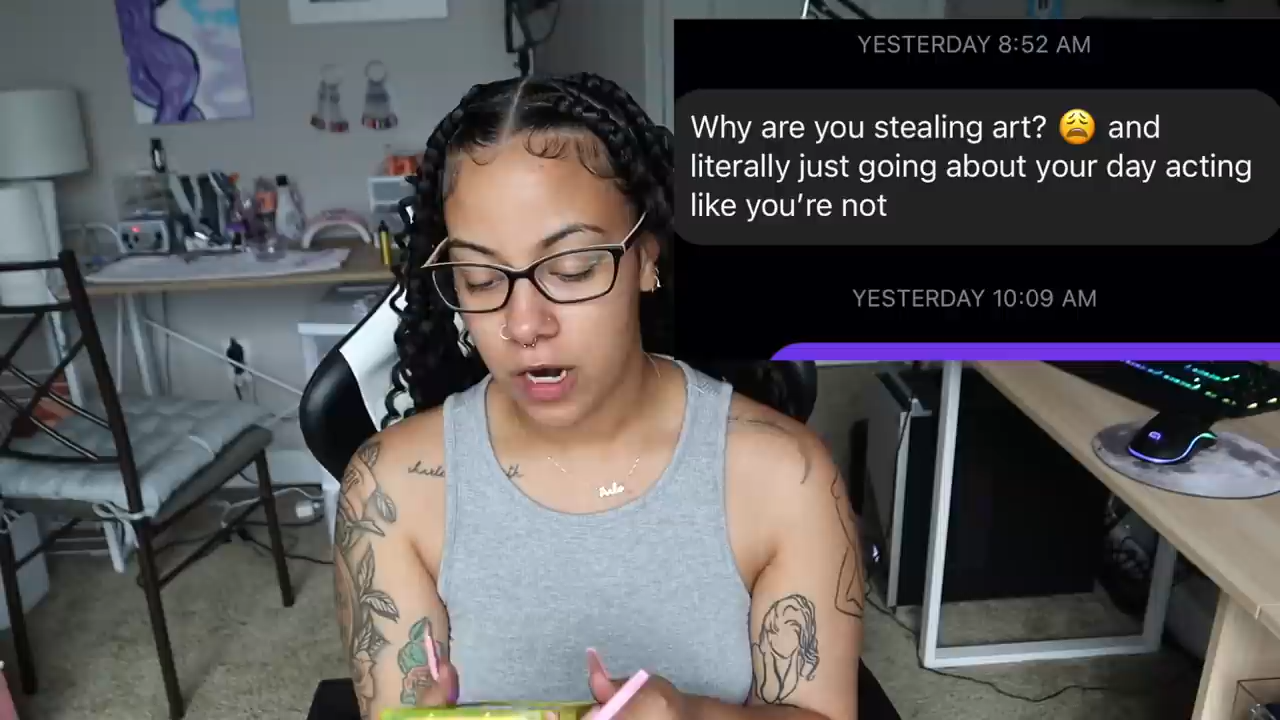 YESTERDAY 8:52 AM
Why are you stealing art? 😩 and
literally just going about your day acting
like you’re not
YESTERDAY 10:09 AM